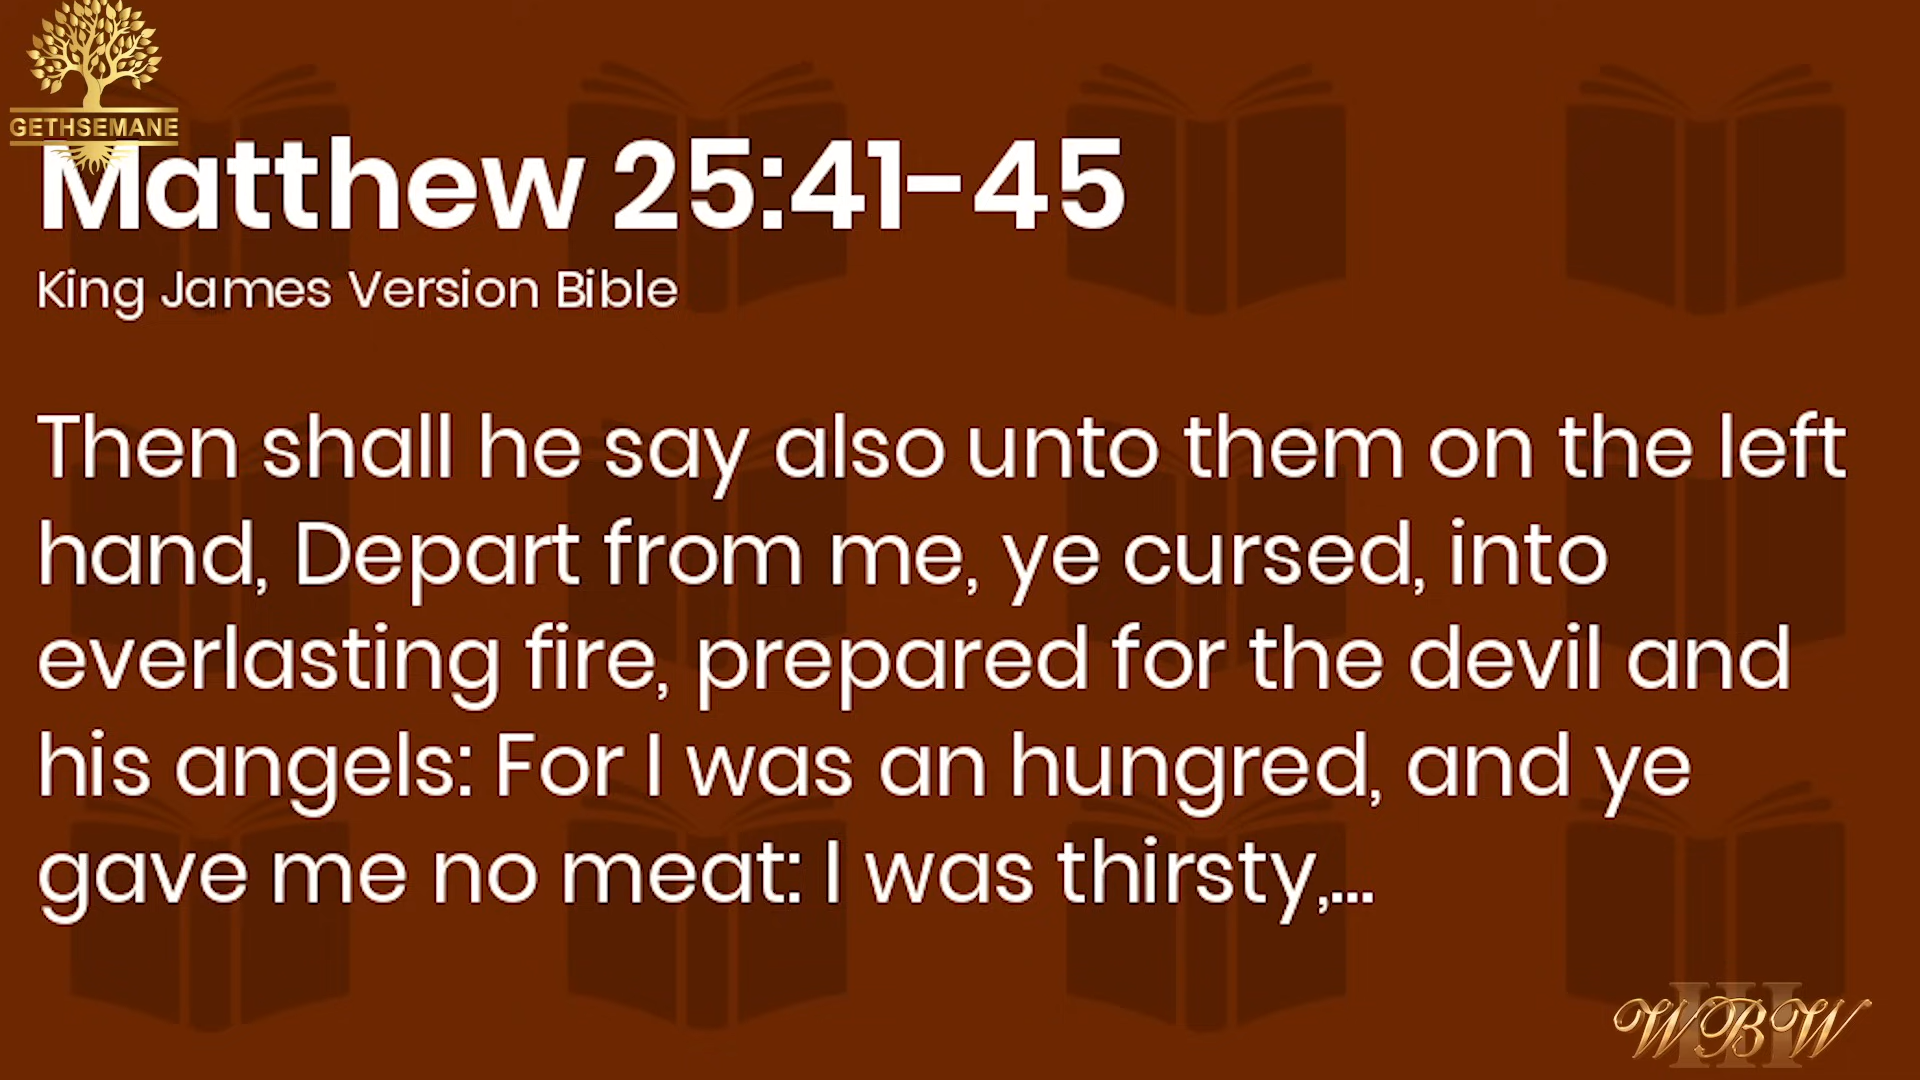 GETHSEMANE
Matthew 25:41-45
King James Version Bible
Then shall he say also unto them on the left
hand, Depart from me, ye cursed, into
everlasting fire, prepared for the devil and
his angels: For I was an hungred, and ye
gave me no meat: I was thirsty,...
III
WBW